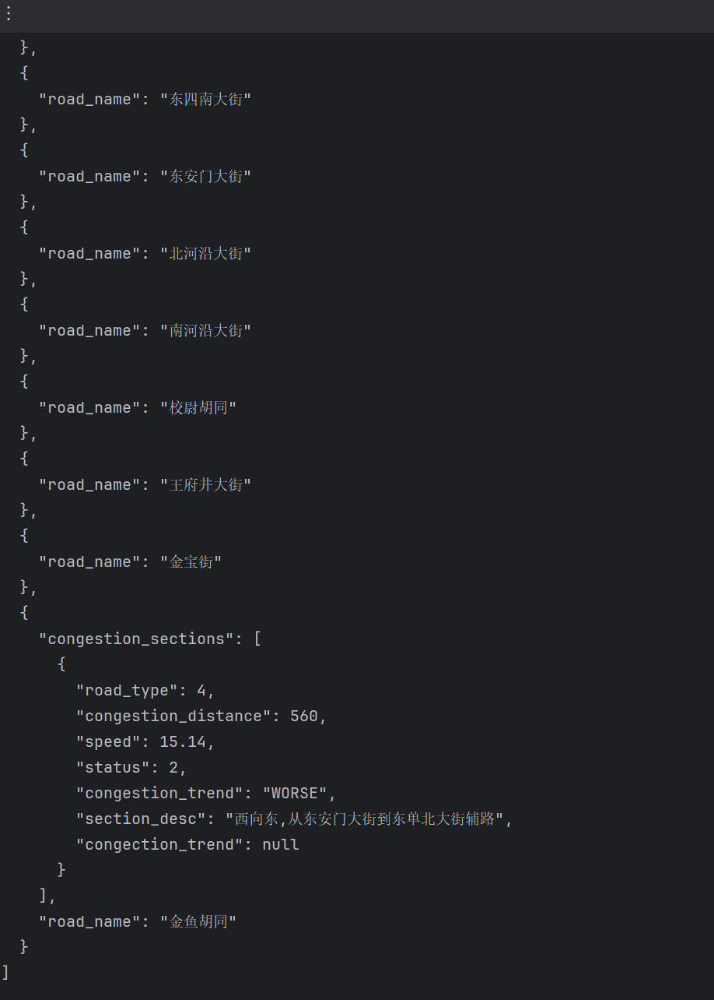 },
{
"road_name": "东四南大街"
},
{
"road_name": "东安门大街"
},
{
"road_name": "北河沿大街"
},
{
"road_name": "南河沿大街"
},
{
"road_name": "校尉胡同"
},
{
"road_name": "王府井大街"
},
{
"road_name": "金宝街"
},
{
"congestion_sections": [
{
"road_type": 4,
"congestion_distance": 560,
"speed": 15.14,
"status": 2,
"congestion_trend": "WORSE",
"section_desc": "西向东,从东安门大街到东单北大街辅路",
"congection_trend": null
}
],
"road_name": "金鱼胡同"
}
]